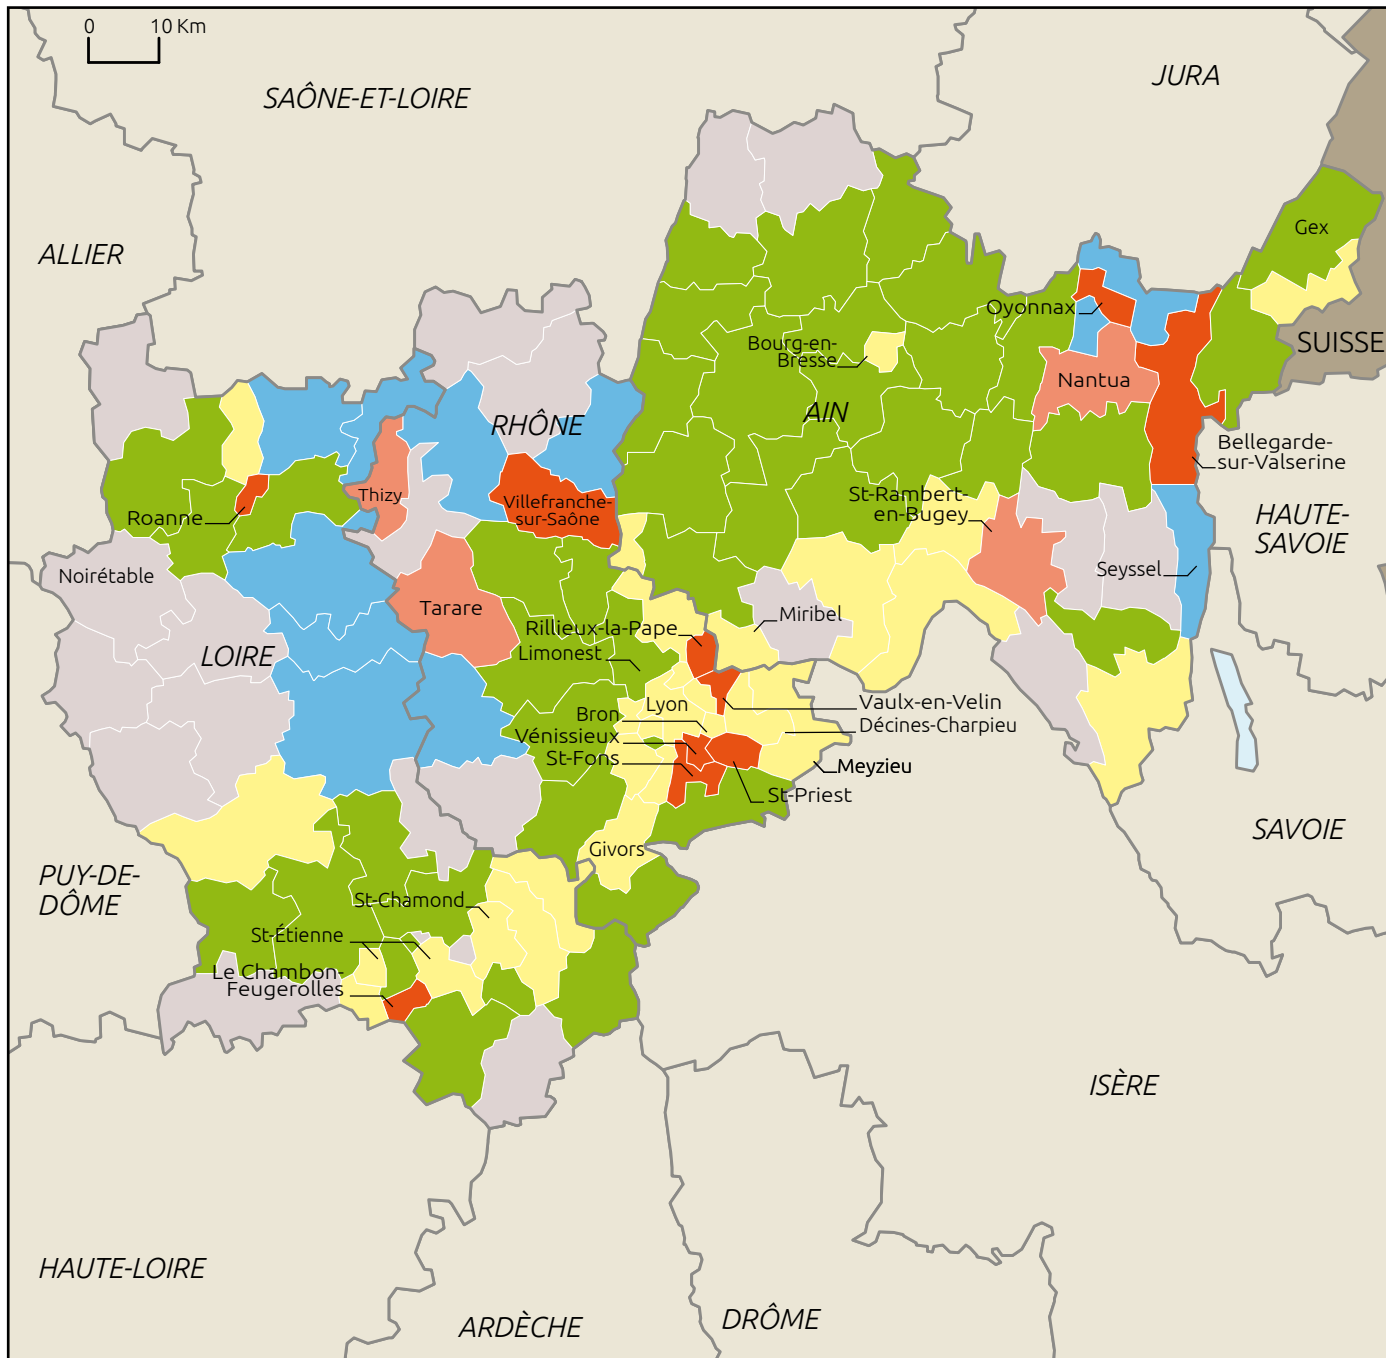 0 10 Km
SAÔNE-ET-LOIRE
JURA
ALLIER
Gex
Oyonnax
SUISSE
Bourg-en-
Bresse
Nantua
AIN
RHÔNE
Bellegarde-
sur-Valserine
Thizy
Villefranche-
sur-Saône
St-Rambert-
en-Bugey
Roanne
HAUTE-
SAVOIE
Noirétable
Seyssel
Tarare
Miribel
Rillieux-la-Pape
Limonest
LOIRE
Lyon
Vaulx-en-Velin
Bron
Décines-Charpieu
Vénissieux
St-Fons
Meyzieu
St-Priest
SAVOIE
Givors
PUY-DE-
DÔME
St-Chamond
St-Étienne
Le Chambon-
Feugerolles
ISÈRE
HAUTE-LOIRE
ARDÈCHE
DRÔME